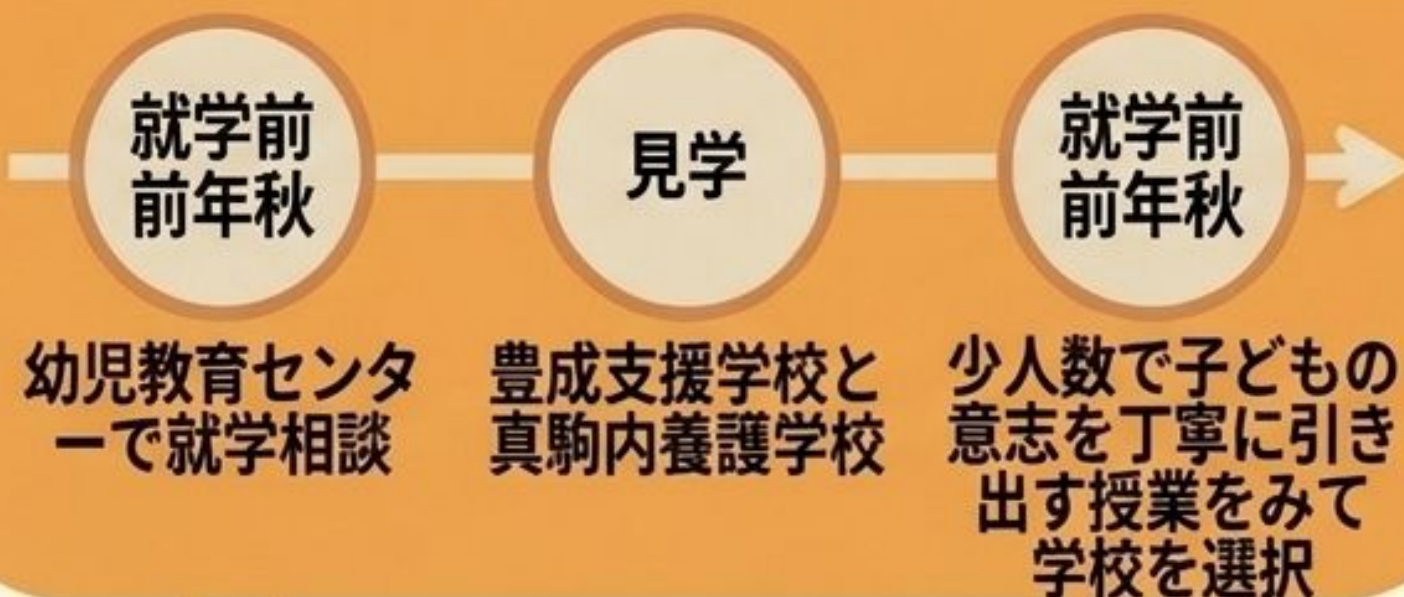 就学前
前年秋
見学
就学前
前年秋
幼児教育センタ
ーで就学相談
豊成支援学校と
真駒内養護学校
少人数で子どもの
意志を丁寧に引き
出す授業をみて
学校を選択